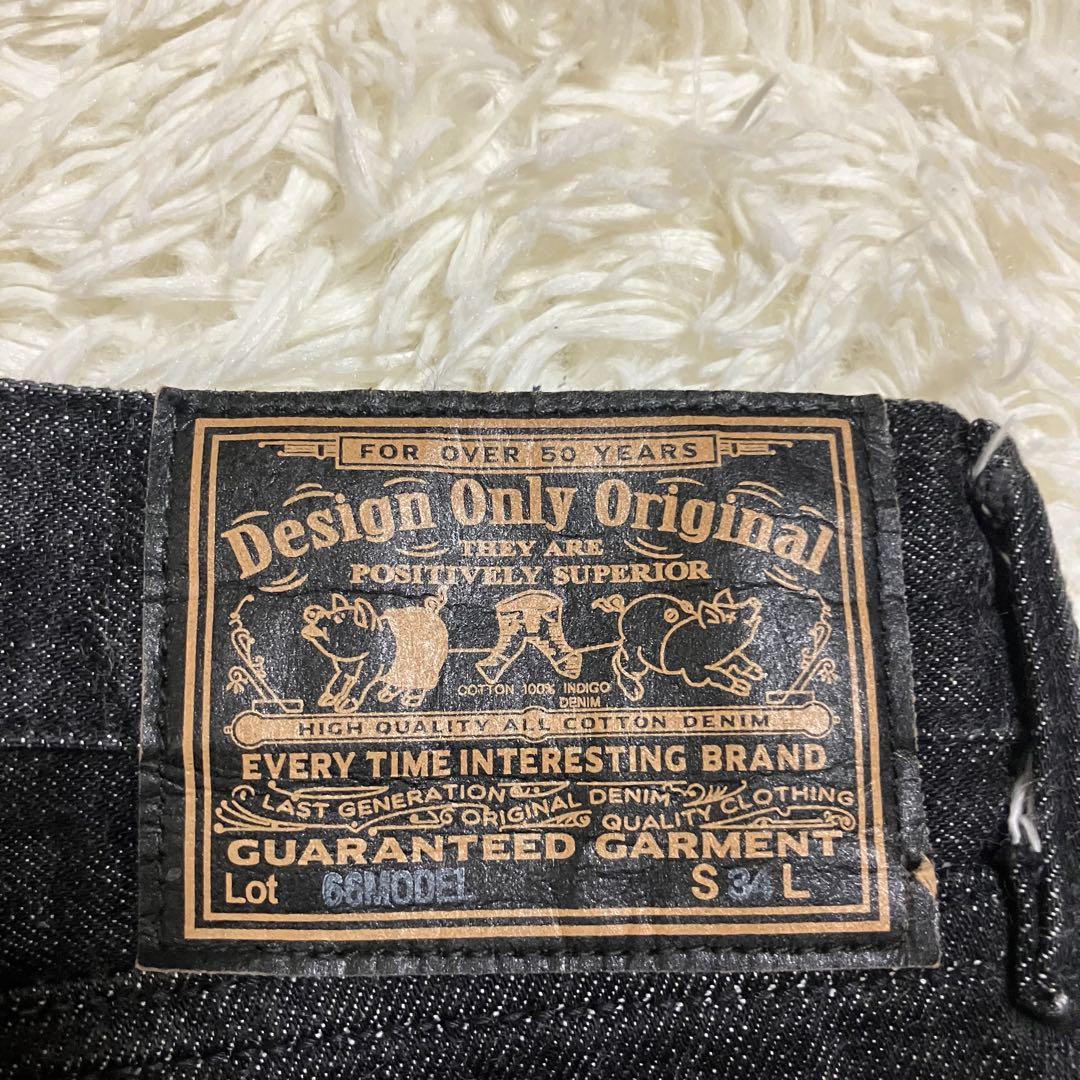 FOR OVER 50 YEARS
Design Only Original
THEY ARE
POSITIVELY SUPERIOR
COTTON 100% INDIGO
DENIM
HIGH QUALITY ALL COTTON DENIM
EVERY TIME INTERESTING BRAND
LAST GENERATION
ORIGINAL DENIM
QUALITY CLOTHING
GUARANTEED GARMENT
Lot 66MODEL S 34 L